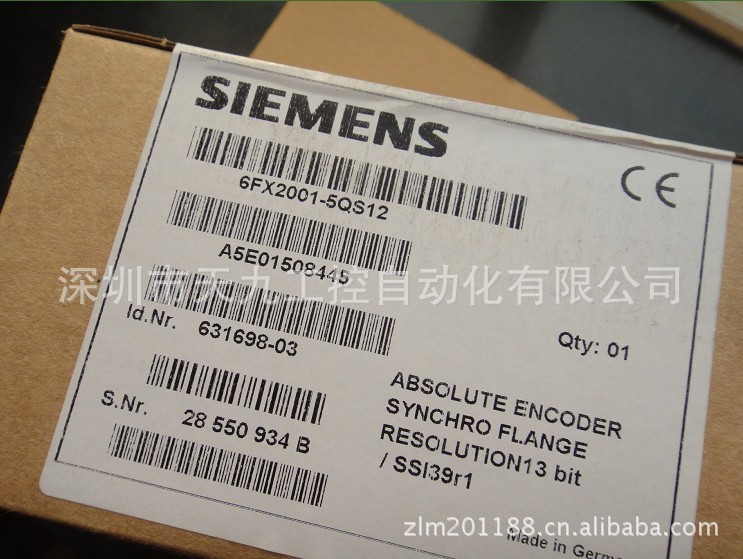 SIEMENS
CE
6FX2001-5QS12
A5E01508445
深圳市天九工控自动化有限公司
Id.Nr. 631698-03
Qty: 01
S.Nr. 28 550 934 B
ABSOLUTE ENCODER
SYNCHRO FLANGE
RESOLUTION13 bit
/ SSI39r1
Made in
zlm201188.cn.alibaba.com